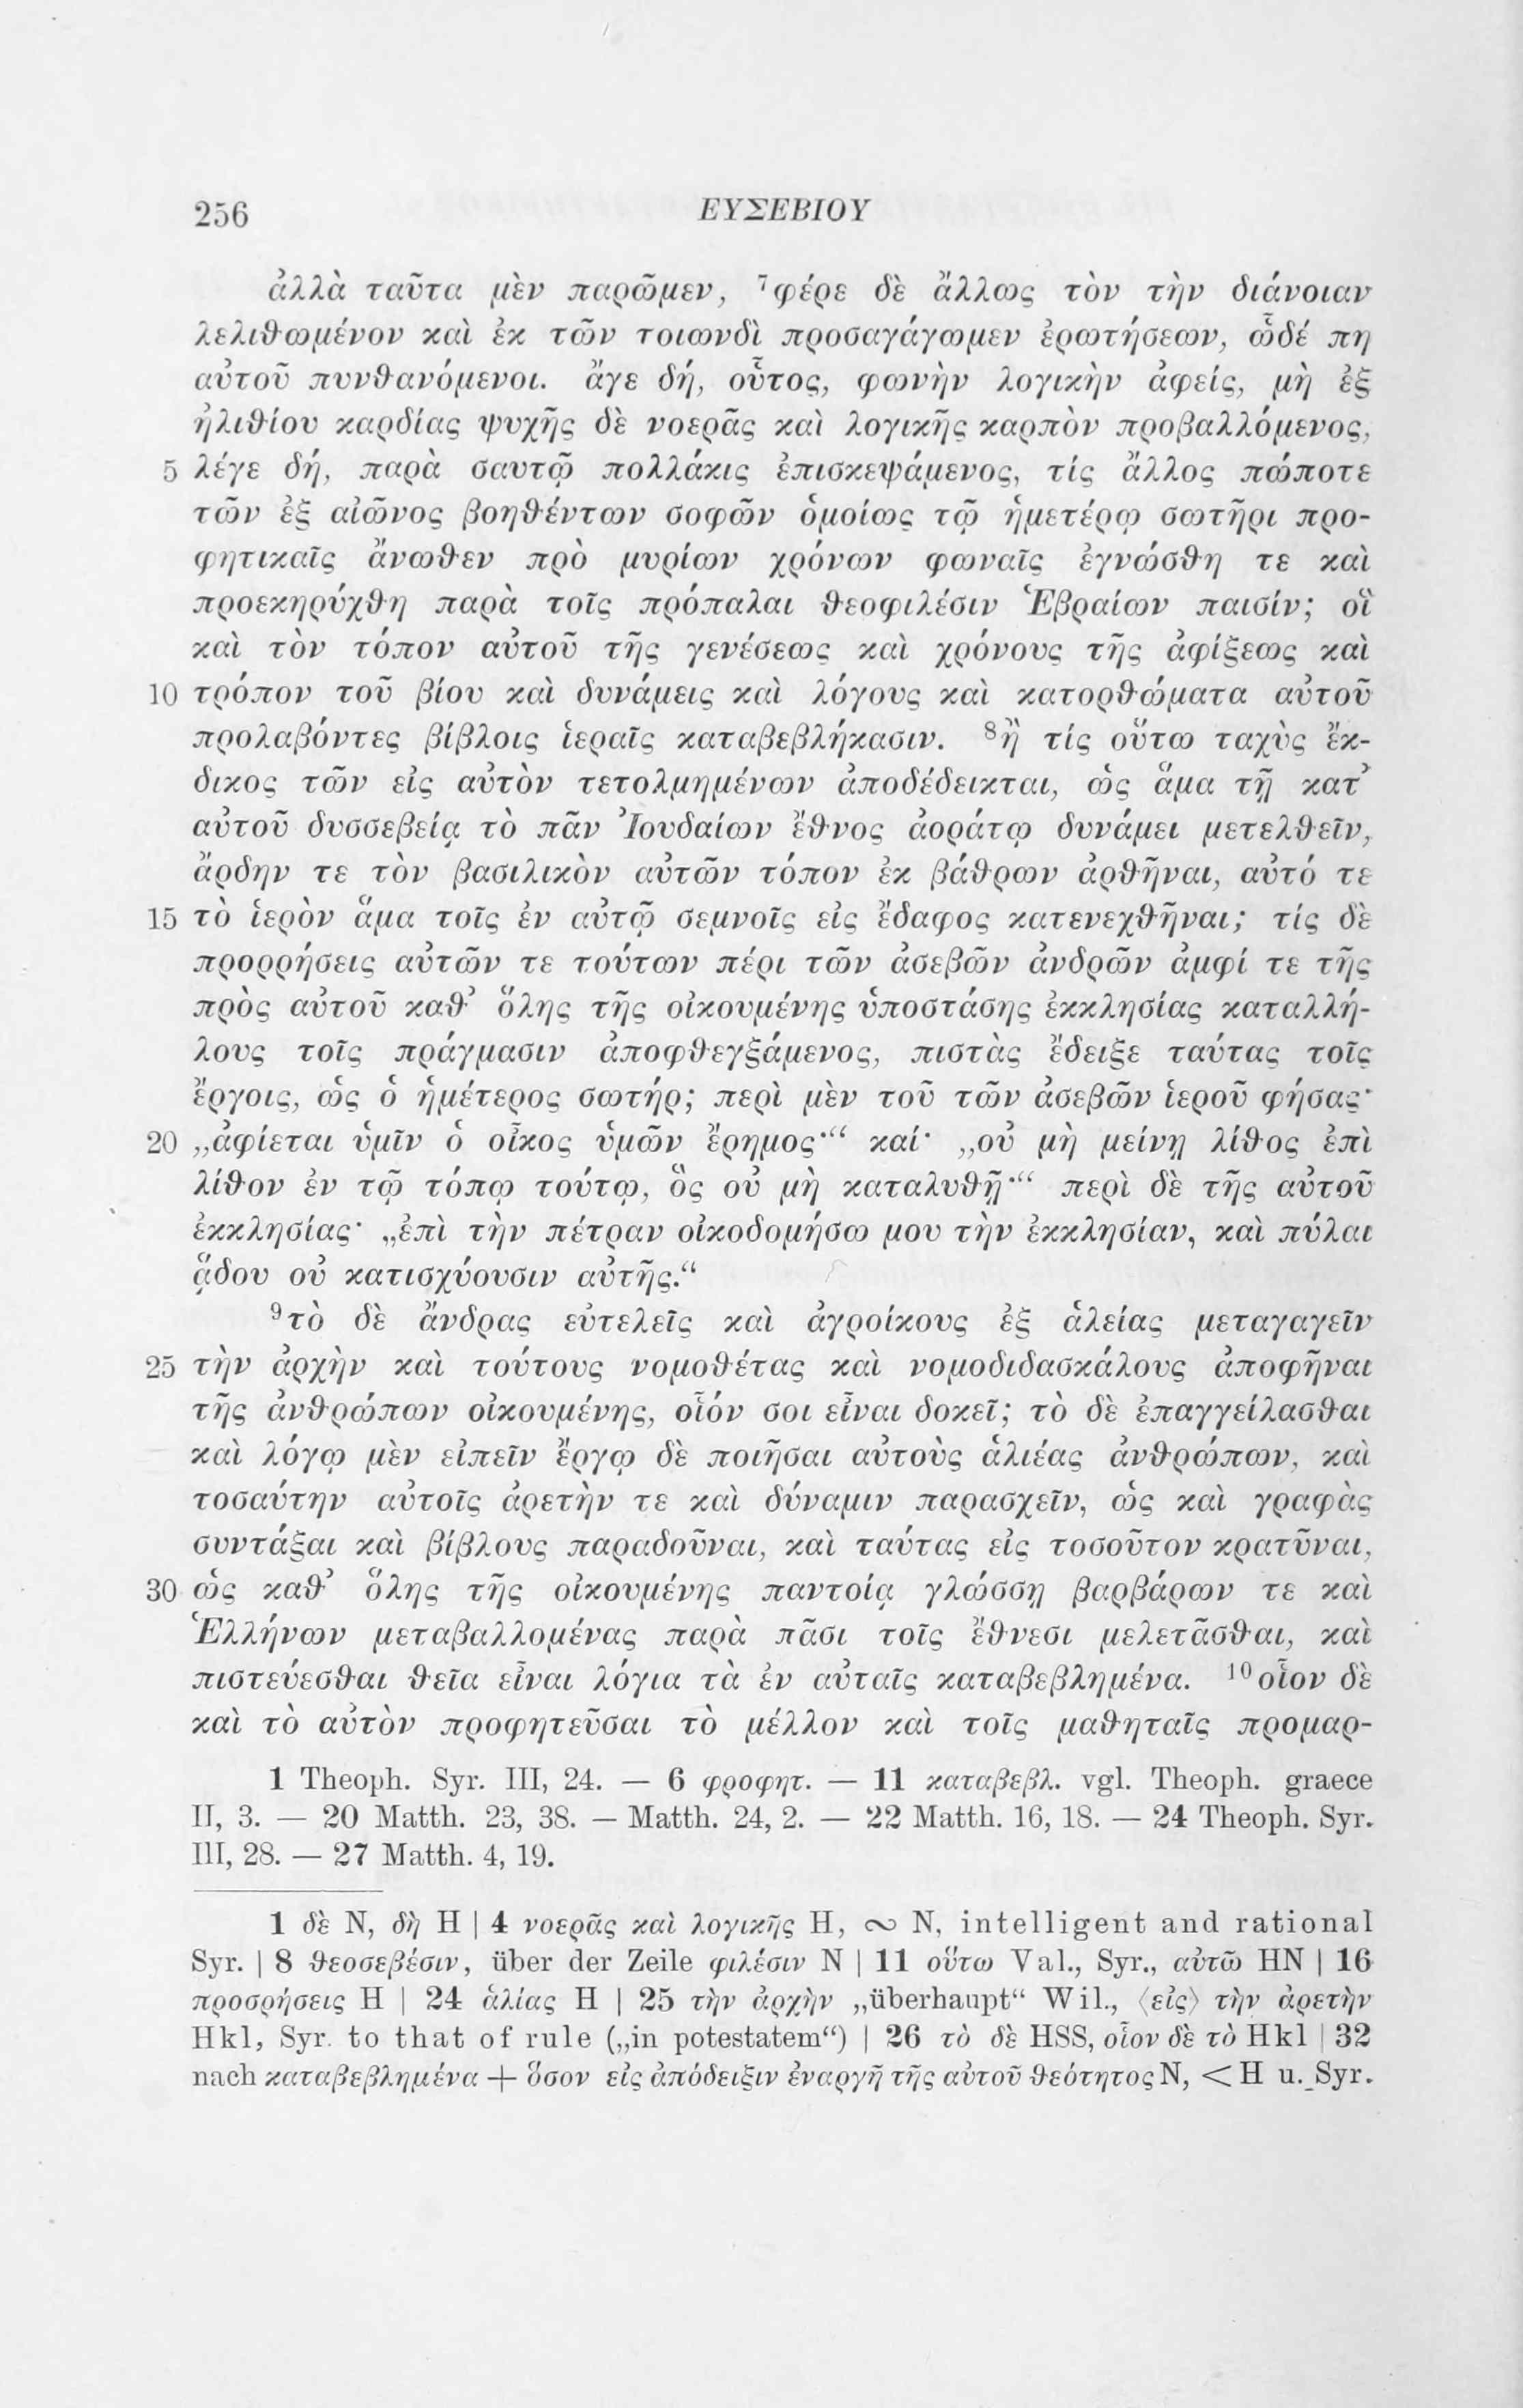 256 ΕΥΣΕΒΙΟΥ
ἀλλὰ ταῦτα μὲν παρῶμεν, ⁷φέρε δὲ ἄλλως τὸν τὴν διάνοιαν
λελιθωμένον καὶ ἐκ τῶν τοιωνδὶ προσαγάγωμεν ἐρωτήσεων, ὧδέ πη
αὐτοῦ πυνθανόμενοι. ἄγε δή, οὗτος, φωνὴν λογικὴν ἀφείς, μὴ ἐξ
ἠλιθίου καρδίας ψυχῆς δὲ νοερᾶς καὶ λογικῆς καρπὸν προβαλλόμενος,
5 λέγε δή, παρὰ σαυτῷ πολλάκις ἐπισκεψάμενος, τίς ἄλλος πώποτε
τῶν ἐξ αἰῶνος βοηθέντων σοφῶν ὁμοίως τῷ ἡμετέρῳ σωτῆρι προ-
φητικαῖς ἄνωθεν πρὸ μυρίων χρόνων φωναῖς ἐγνώσθη τε καὶ
προεκηρύχθη παρὰ τοῖς πρόπαλαι θεοφιλέσιν Ἑβραίων παισίν; οἳ
καὶ τὸν τόπον αὐτοῦ τῆς γενέσεως καὶ χρόνους τῆς ἀφίξεως καὶ
10 τρόπον τοῦ βίου καὶ δυνάμεις καὶ λόγους καὶ κατορθώματα αὐτοῦ
προλαβόντες βίβλοις ἱεραῖς καταβεβλήκασιν. ⁸ἢ τίς οὕτω ταχὺς ἔκ-
δικος τῶν εἰς αὐτὸν τετολμημένων ἀποδέδεικται, ὡς ἅμα τῇ κατ’
αὐτοῦ δυσσεβείᾳ τὸ πᾶν Ἰουδαίων ἔθνος ἀοράτῳ δυνάμει μετελθεῖν,
ἄρδην τε τὸν βασιλικὸν αὐτῶν τόπον ἐκ βάθρων ἀρθῆναι, αὐτό τε
15 τὸ ἱερὸν ἅμα τοῖς ἐν αὐτῷ σεμνοῖς εἰς ἔδαφος κατενεχθῆναι; τίς δὲ
προρρήσεις αὐτῶν τε τούτων πέρι τῶν ἀσεβῶν ἀνδρῶν ἀμφί τε τῆς
πρὸς αὐτοῦ καθ’ ὅλης τῆς οἰκουμένης ὑποστάσης ἐκκλησίας καταλλή-
λους τοῖς πράγμασιν ἀποφθεγξάμενος, πιστὰς ἔδειξε ταύτας τοῖς
ἔργοις, ὡς ὁ ἡμέτερος σωτήρ; περὶ μὲν τοῦ τῶν ἀσεβῶν ἱεροῦ φήσας·
20 „ἀφίεται ὑμῖν ὁ οἶκος ὑμῶν ἔρημος·“ καί· „οὐ μὴ μείνῃ λίθος ἐπὶ
λίθον ἐν τῷ τόπῳ τούτῳ, ὃς οὐ μὴ καταλυθῇ·“ περὶ δὲ τῆς αὐτοῦ
ἐκκλησίας· „ἐπὶ τὴν πέτραν οἰκοδομήσω μου τὴν ἐκκλησίαν, καὶ πύλαι
ᾅδου οὐ κατισχύουσιν αὐτῆς.“
⁹τὸ δὲ ἄνδρας εὐτελεῖς καὶ ἀγροίκους ἐξ ἁλείας μεταγαγεῖν
25 τὴν ἀρχὴν καὶ τούτους νομοθέτας καὶ νομοδιδασκάλους ἀποφῆναι
τῆς ἀνθρώπων οἰκουμένης, οἷόν σοι εἶναι δοκεῖ; τὸ δὲ ἐπαγγείλασθαι
καὶ λόγῳ μὲν εἰπεῖν ἔργῳ δὲ ποιῆσαι αὐτοὺς ἁλιέας ἀνθρώπων, καὶ
τοσαύτην αὐτοῖς ἀρετὴν τε καὶ δύναμιν παρασχεῖν, ὡς καὶ γραφὰς
συντάξαι καὶ βίβλους παραδοῦναι, καὶ ταύτας εἰς τοσοῦτον κρατῦναι,
30 ὡς καθ’ ὅλης τῆς οἰκουμένης παντοίᾳ γλώσσῃ βαρβάρων τε καὶ
Ἑλλήνων μεταβαλλομένας παρὰ πᾶσι τοῖς ἔθνεσι μελετᾶσθαι, καὶ
πιστεύεσθαι θεῖα εἶναι λόγια τὰ ἐν αὐταῖς καταβεβλημένα. ¹⁰οἷον δὲ
καὶ τὸ αὐτὸν προφητεῦσαι τὸ μέλλον καὶ τοῖς μαθηταῖς προμαρ-
1 Theoph. Syr. III, 24. — 6 φροφητ. — 11 καταβεβλ. vgl. Theoph. graece
II, 3. — 20 Matth. 23, 38. — Matth. 24, 2. — 22 Matth. 16, 18. — 24 Theoph. Syr.
III, 28. — 27 Matth. 4, 19.
1 δὲ N, δὴ H | 4 νοερᾶς καὶ λογικῆς H, ∾ N, intelligent and rational
Syr. | 8 θεοσεβέσιν, über der Zeile φιλέσιν N | 11 οὕτω Val., Syr., αὐτῶ HN | 16
προσρήσεις H | 24 ἁλίας H | 25 τὴν ἀρχὴν „überhaupt“ Wil., ⟨εἰς⟩ τὴν ἀρετὴν
Hkl, Syr. to that of rule („in potestatem“) | 26 τὸ δὲ HSS, οἷον δὲ τὸ Hkl | 32
nach καταβεβλημένα + ὅσον εἰς ἀπόδειξιν ἐναργῆ τῆς αὐτοῦ θεότητος N, < H u. Syr.